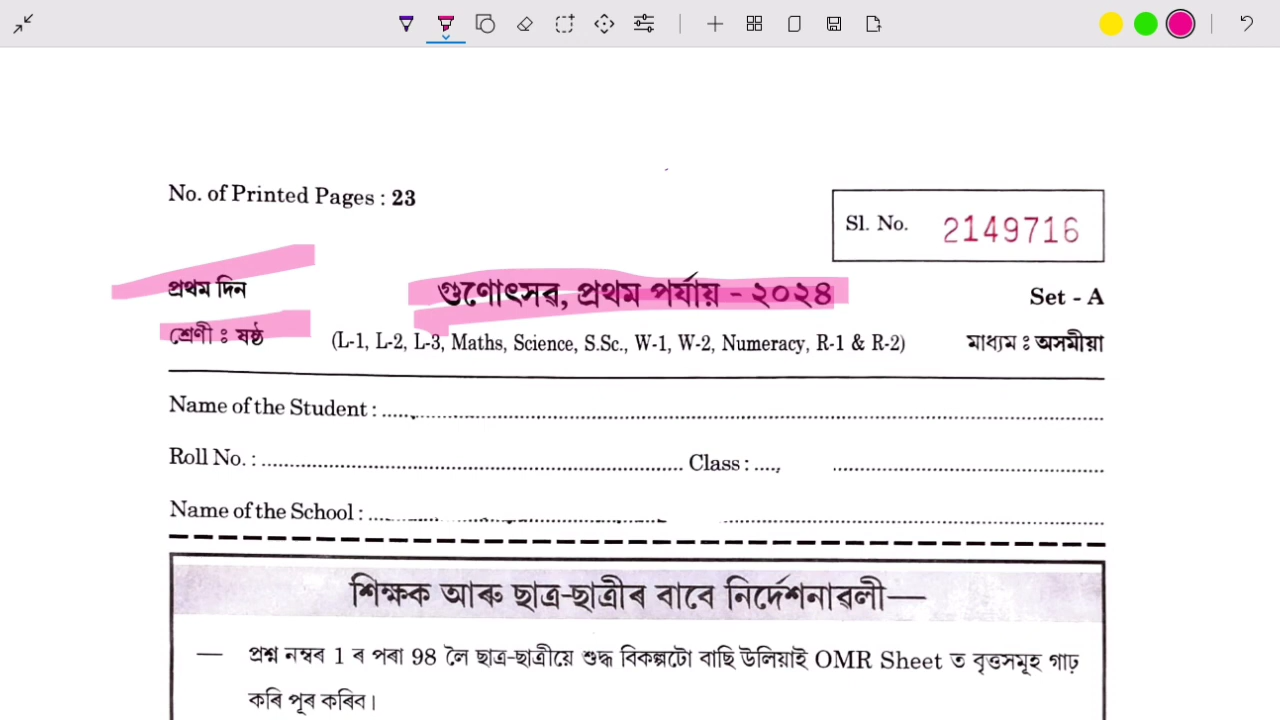 No. of Printed Pages : 23
Sl. No. 2149716
প্ৰথম দিন
গুণোৎসৱ, প্ৰথম পৰ্যায় - ২০২৪
Set - A
শ্ৰেণী ঃ ষষ্ঠ
(L-1, L-2, L-3, Maths, Science, S.Sc., W-1, W-2, Numeracy, R-1 & R-2)
মাধ্যম ঃ অসমীয়া
Name of the Student :
Roll No. : Class :
Name of the School :
শিক্ষক আৰু ছাত্ৰ-ছাত্ৰীৰ বাবে নিৰ্দেশনাৱলী—
— প্ৰশ্ন নম্বৰ 1 ৰ পৰা 98 লৈ ছাত্ৰ-ছাত্ৰীয়ে শুদ্ধ বিকল্পটো বাছি উলিয়াই OMR Sheet ত বৃত্তসমূহ গাঢ়
কৰি পূৰ কৰিব।